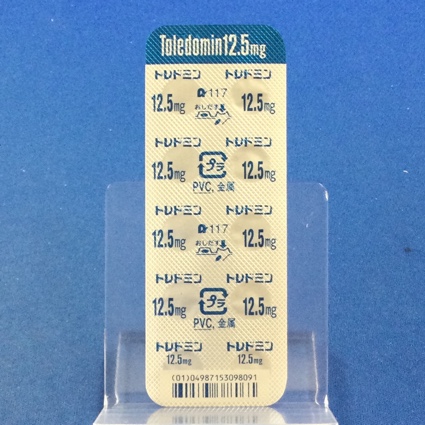 Toledomin12.5mg
トレドミン トレドミン
12.5mg 117 12.5mg
おしだす
トレドミン トレドミン
12.5mg プラ 12.5mg
PVC, 金属
トレドミン トレドミン
12.5mg 117 12.5mg
おしだす
トレドミン トレドミン
12.5mg プラ 12.5mg
PVC, 金属
トレドミン トレドミン
12.5mg 12.5mg
(01)04987153098091